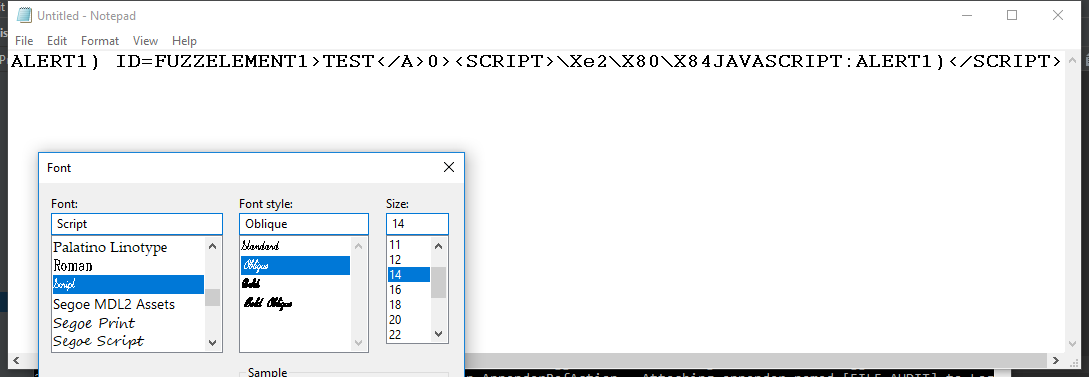 Untitled - Notepad
File Edit Format View Help
ALERT1) ID=FUZZELEMENT1>TEST</A>0><SCRIPT>\Xe2\X80\X84JAVASCRIPT:ALERT1)</SCRIPT>
Font
Font: Font style: Size:
Script Oblique 14
Palatino Linotype
Roman
Script
Segoe MDL2 Assets
Segoe Print
Segoe Script
Standard
Oblique
Bold
Bold Oblique
11
12
14
16
18
20
22
Sample